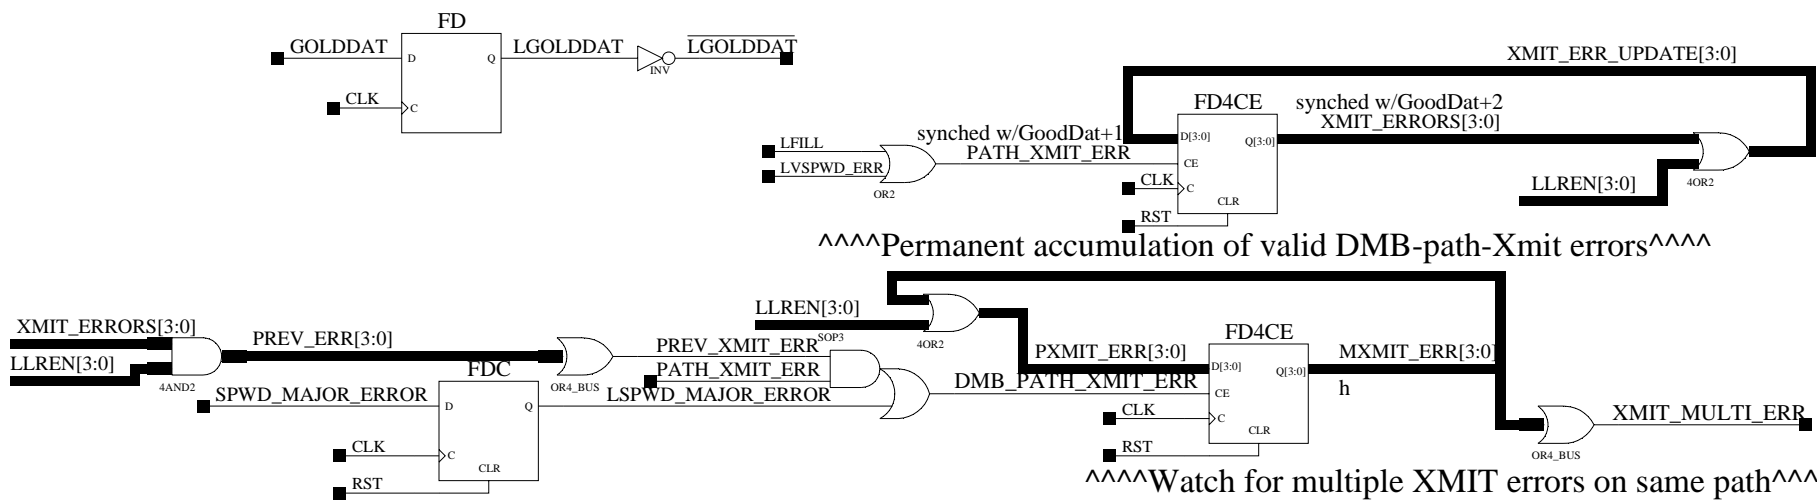 FD
GOLDDAT
D
Q
LGOLDDAT
INV
LGOLDDAT
CLK
C
XMIT_ERR_UPDATE[3:0]
FD4CE
synched w/GoodDat+2
XMIT_ERRORS[3:0]
synched w/GoodDat+1
D[3:0]
Q[3:0]
LFILL
PATH_XMIT_ERR
LVSPWD_ERR
OR2
CE
CLK
C
CLR
RST
LLREN[3:0]
4OR2
^^^^Permanent accumulation of valid DMB-path-Xmit errors^^^^
XMIT_ERRORS[3:0]
LLREN[3:0]
4AND2
PREV_ERR[3:0]
OR4_BUS
PREV_XMIT_ERR
SOP3
LLREN[3:0]
4OR2
PATH_XMIT_ERR
FDC
SPWD_MAJOR_ERROR
D
Q
LSPWD_MAJOR_ERROR
DMB_PATH_XMIT_ERR
CLK
C
CLR
RST
PXMIT_ERR[3:0]
FD4CE
D[3:0]
Q[3:0]
MXMIT_ERR[3:0]
h
CE
CLK
C
CLR
RST
OR4_BUS
XMIT_MULTI_ERR
^^^^Watch for multiple XMIT errors on same path^^^